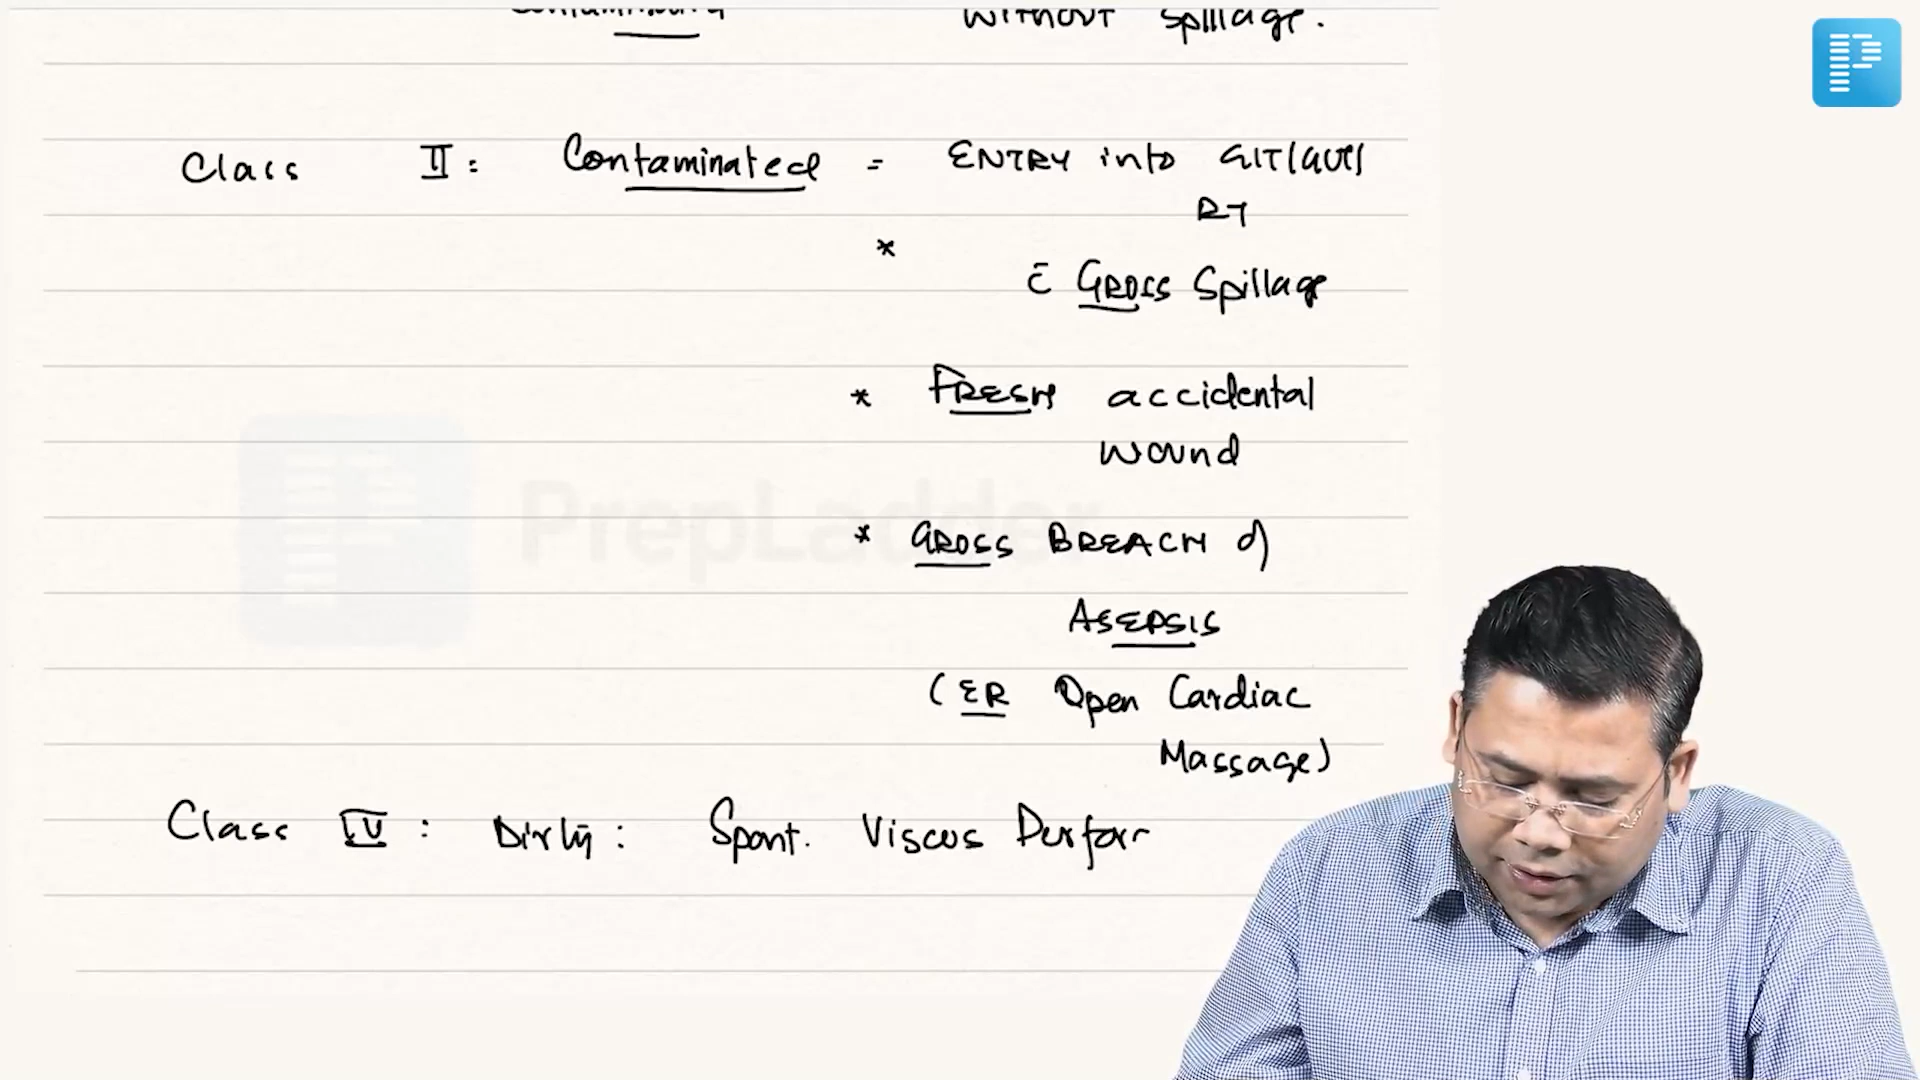 without spillage.
Class II: Contaminated = ENTRY into GIT/GUT/
RT
* c̄ GROSS Spillage
* FRESH accidental
wound
PrepLadder
* GROSS BREACH of
ASEPSIS
(ER Open Cardiac
Massage)
Class IV: Dirty: Spont. Viscus Perfor